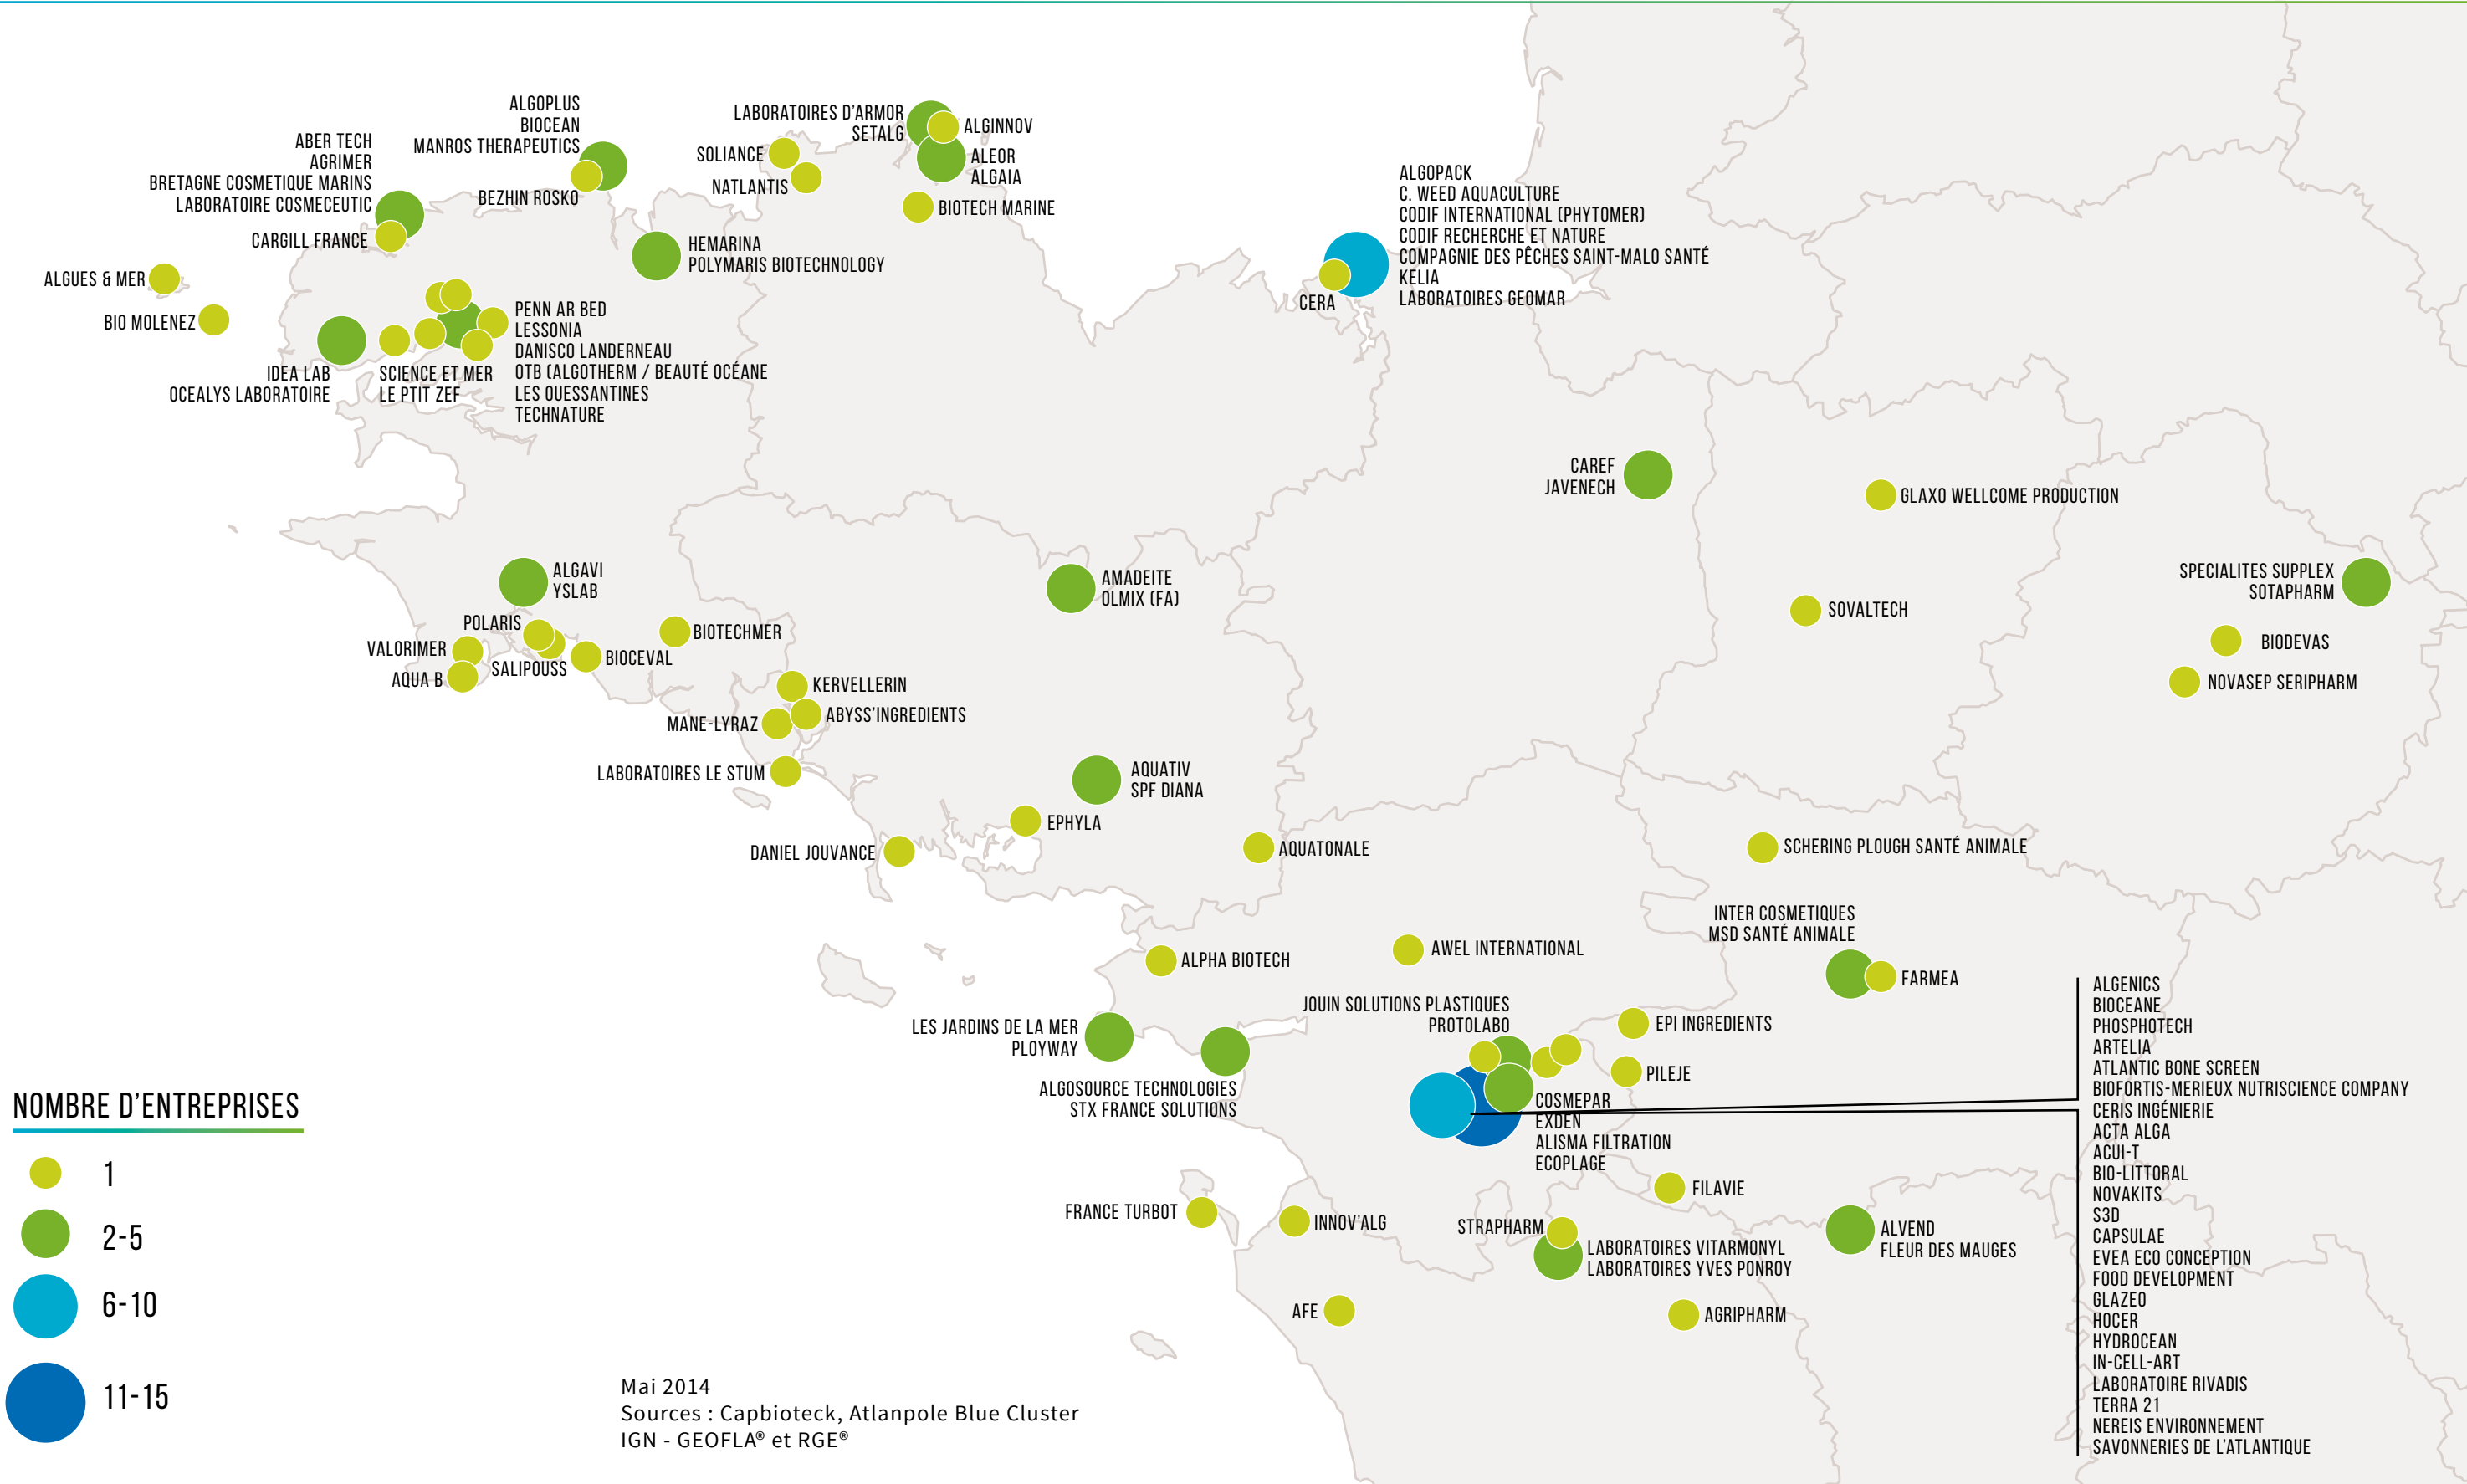 ALGOPLUS
BIOCEAN
MANROS THERAPEUTICS
BEZHIN ROSKO
ABER TECH
AGRIMER
BRETAGNE COSMETIQUE MARINS
LABORATOIRE COSMECEUTIC
CARGILL FRANCE
ALGUES & MER
BIO MOLENEZ
LABORATOIRES D'ARMOR
SETALG
ALGINNOV
SOLIANCE
ALEOR
ALGAIA
NATLANTIS
BIOTECH MARINE
HEMARINA
POLYMARIS BIOTECHNOLOGY
PENN AR BED
LESSONIA
DANISCO LANDERNEAU
OTB (ALGOTHERM / BEAUTÉ OCÉANE
LES OUESSANTINES
TECHNATURE
IDEA LAB
OCEALYS LABORATOIRE
SCIENCE ET MER
LE PTIT ZEF
ALGOPACK
C. WEED AQUACULTURE
CODIF INTERNATIONAL (PHYTOMER)
CODIF RECHERCHE ET NATURE
COMPAGNIE DES PÊCHES SAINT-MALO SANTÉ
KELIA
LABORATOIRES GEOMAR
CERA
CAREF
JAVENECH
GLAXO WELLCOME PRODUCTION
SPECIALITES SUPPLEX
SOTAPHARM
SOVALTECH
BIODEVAS
NOVASEP SERIPHARM
ALGAVI
YSLAB
POLARIS
VALORIMER
SALIPOUSS
AQUA B
BIOCEVAL
BIOTECHMER
AMADEITE
OLMIX (FA)
KERVELLERIN
ABYSS'INGREDIENTS
MANE-LYRAZ
LABORATOIRES LE STUM
AQUATIV
SPF DIANA
EPHYLA
DANIEL JOUVANCE
AQUATONALE
SCHERING PLOUGH SANTÉ ANIMALE
INTER COSMETIQUES
MSD SANTÉ ANIMALE
FARMEA
AWEL INTERNATIONAL
ALPHA BIOTECH
JOUIN SOLUTIONS PLASTIQUES
PROTOLABO
EPI INGREDIENTS
PILEJE
LES JARDINS DE LA MER
PLOYWAY
ALGOSOURCE TECHNOLOGIES
STX FRANCE SOLUTIONS
COSMEPAR
EXDEN
ALISMA FILTRATION
ECOPLAGE
FILAVIE
FRANCE TURBOT
INNOV'ALG
STRAPHARM
LABORATOIRES VITARMONYL
LABORATOIRES YVES PONROY
ALVEND
FLEUR DES MAUGES
AFE
AGRIPHARM
ALGENICS
BIOCEANE
PHOSPHOTECH
ARTELIA
ATLANTIC BONE SCREEN
BIOFORTIS-MERIEUX NUTRISCIENCE COMPANY
CERIS INGÉNIERIE
ACTA ALGA
ACUI-T
BIO-LITTORAL
NOVAKITS
S3D
CAPSULAE
EVEA ECO CONCEPTION
FOOD DEVELOPMENT
GLAZEO
HOCER
HYDROCEAN
IN-CELL-ART
LABORATOIRE RIVADIS
TERRA 21
NEREIS ENVIRONNEMENT
SAVONNERIES DE L'ATLANTIQUE
NOMBRE D'ENTREPRISES
1
2-5
6-10
11-15
Mai 2014
Sources : Capbioteck, Atlanpole Blue Cluster
IGN - GEOFLA® et RGE®